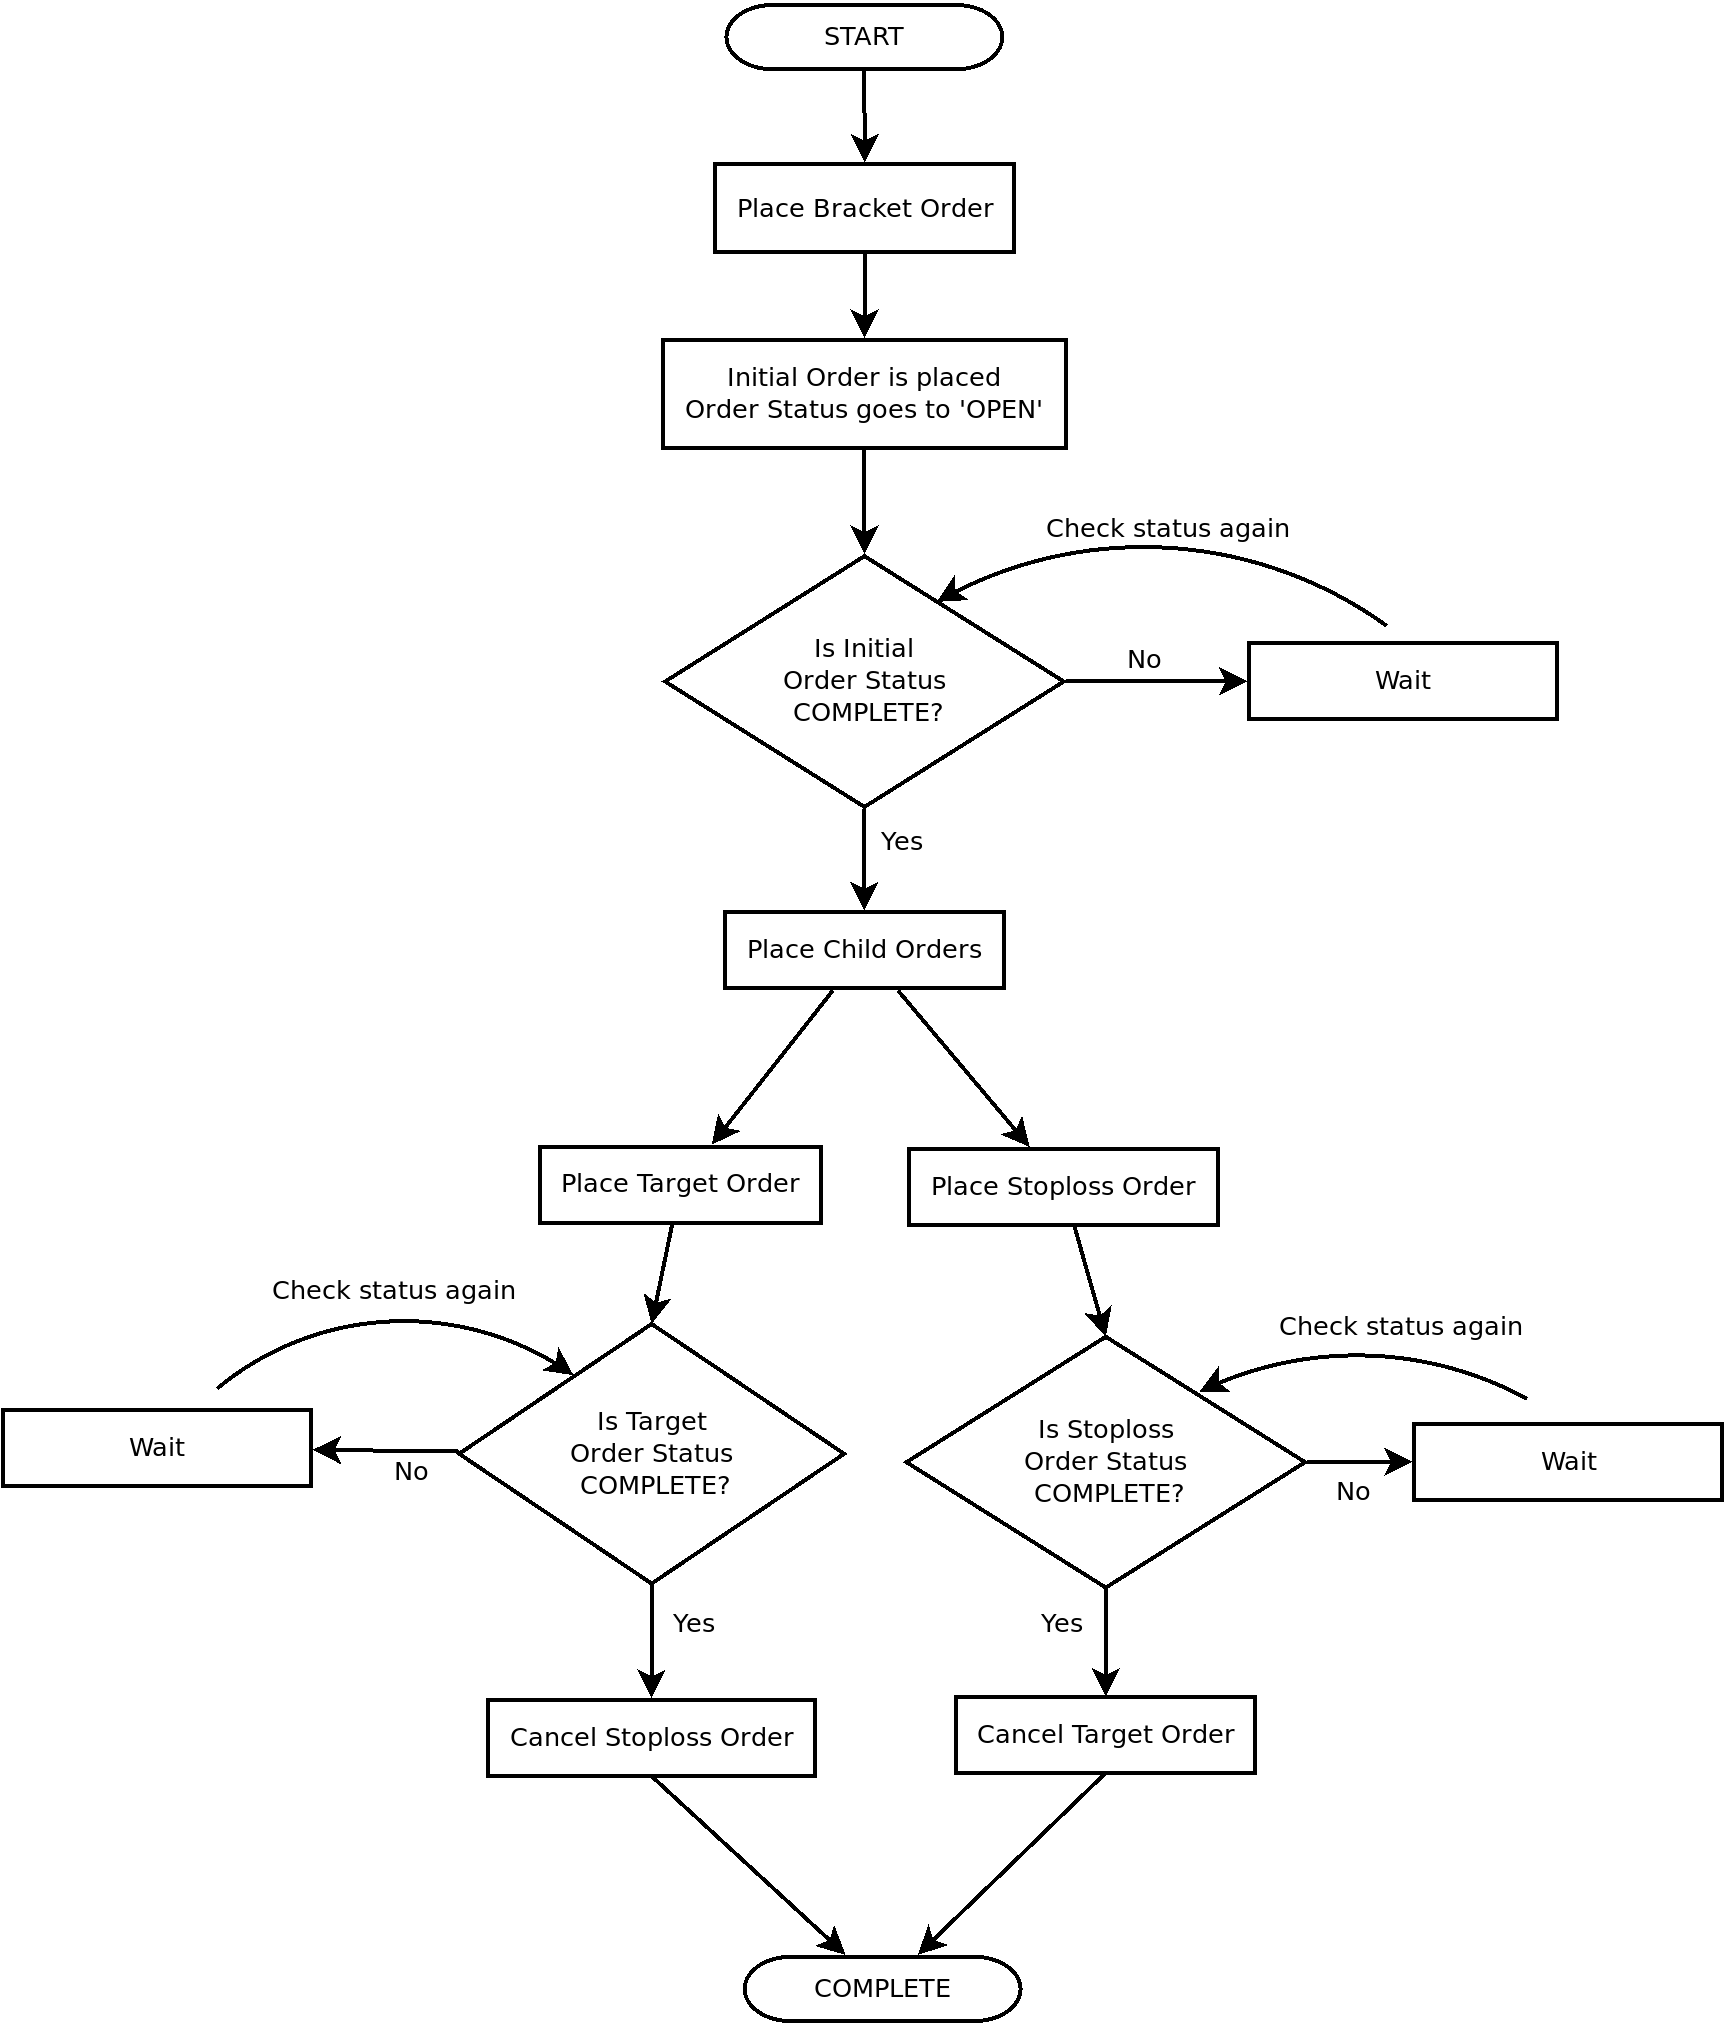 START
Place Bracket Order
Initial Order is placed
Order Status goes to 'OPEN'
Check status again
Is Initial
Order Status
COMPLETE?
No
Wait
Yes
Place Child Orders
Place Target Order
Place Stoploss Order
Check status again
Check status again
Wait
No
Is Target
Order Status
COMPLETE?
Is Stoploss
Order Status
COMPLETE?
No
Wait
Yes
Yes
Cancel Stoploss Order
Cancel Target Order
COMPLETE